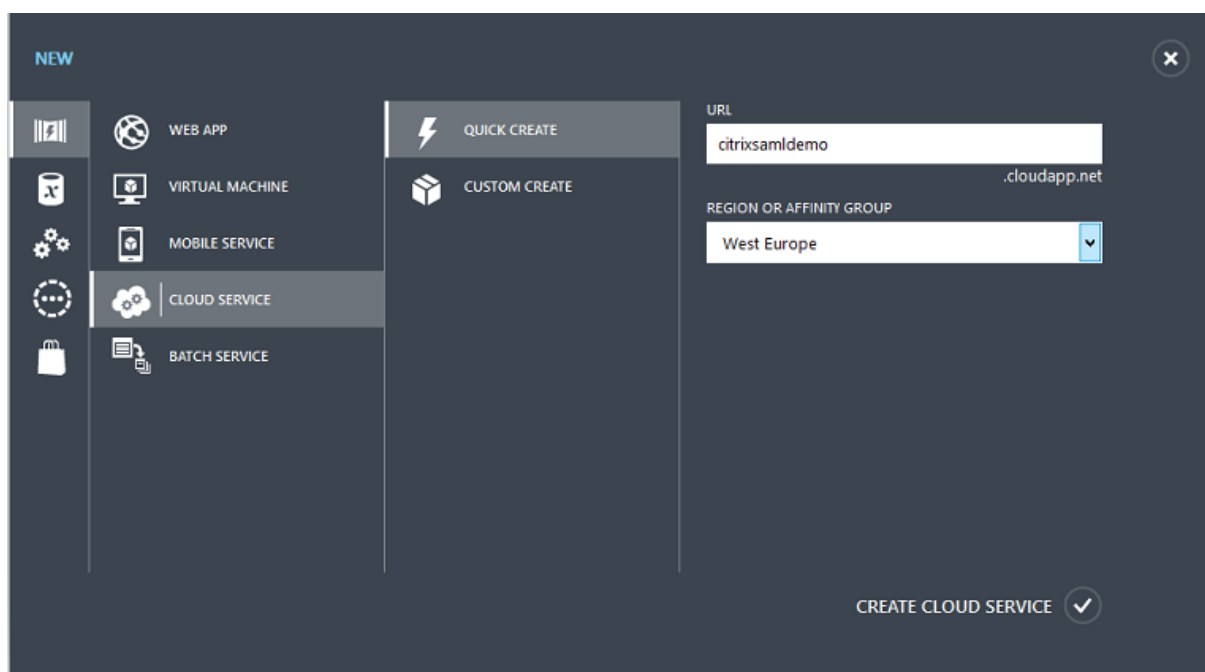 NEW
WEB APP
VIRTUAL MACHINE
MOBILE SERVICE
CLOUD SERVICE
BATCH SERVICE
QUICK CREATE
CUSTOM CREATE
URL
citrixsamldemo
.cloudapp.net
REGION OR AFFINITY GROUP
West Europe
CREATE CLOUD SERVICE